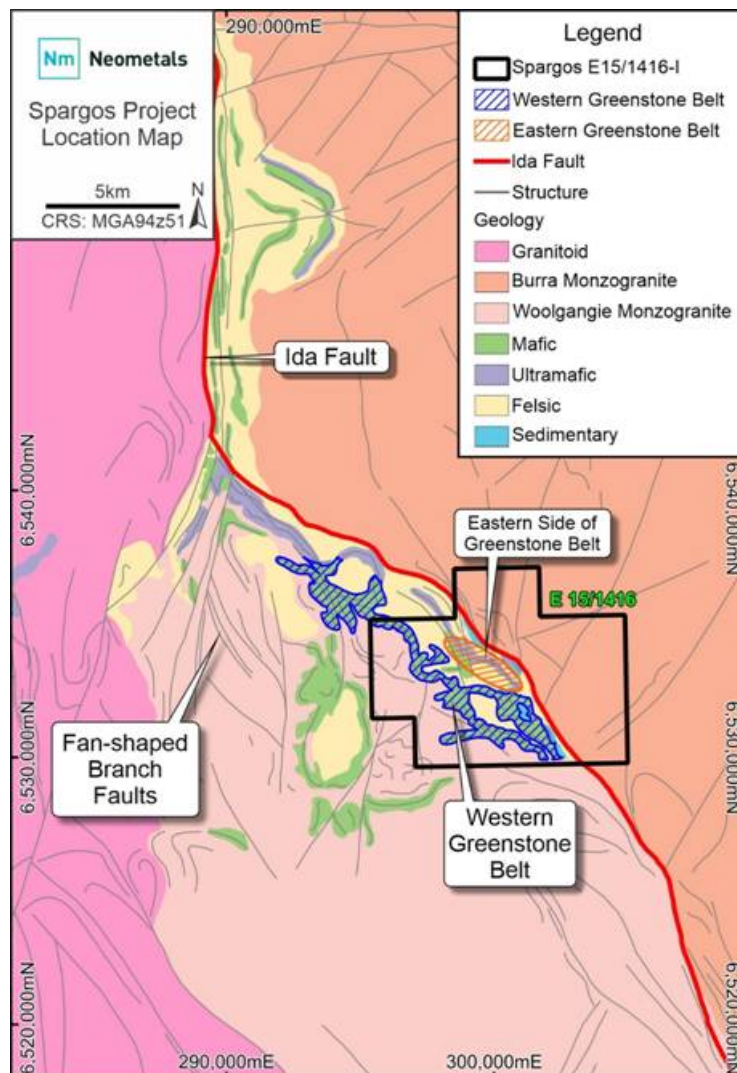 290,000mE
Nm Neometals
Spargos Project
Location Map
5km
N
CRS: MGA94z51
Legend
Spargos E15/1416-I
Western Greenstone Belt
Eastern Greenstone Belt
Ida Fault
Structure
Geology
Granitoid
Burra Monzogranite
Woolgangie Monzogranite
Mafic
Ultramafic
Felsic
Sedimentary
Ida Fault
6,540,000mN
6,540,000mN
Eastern Side of
Greenstone Belt
E 15/1416
Fan-shaped
Branch
Faults
6,530,000mN
6,530,000mN
Western
Greenstone
Belt
6,520,000mN
6,520,000mN
290,000mE
300,000mE